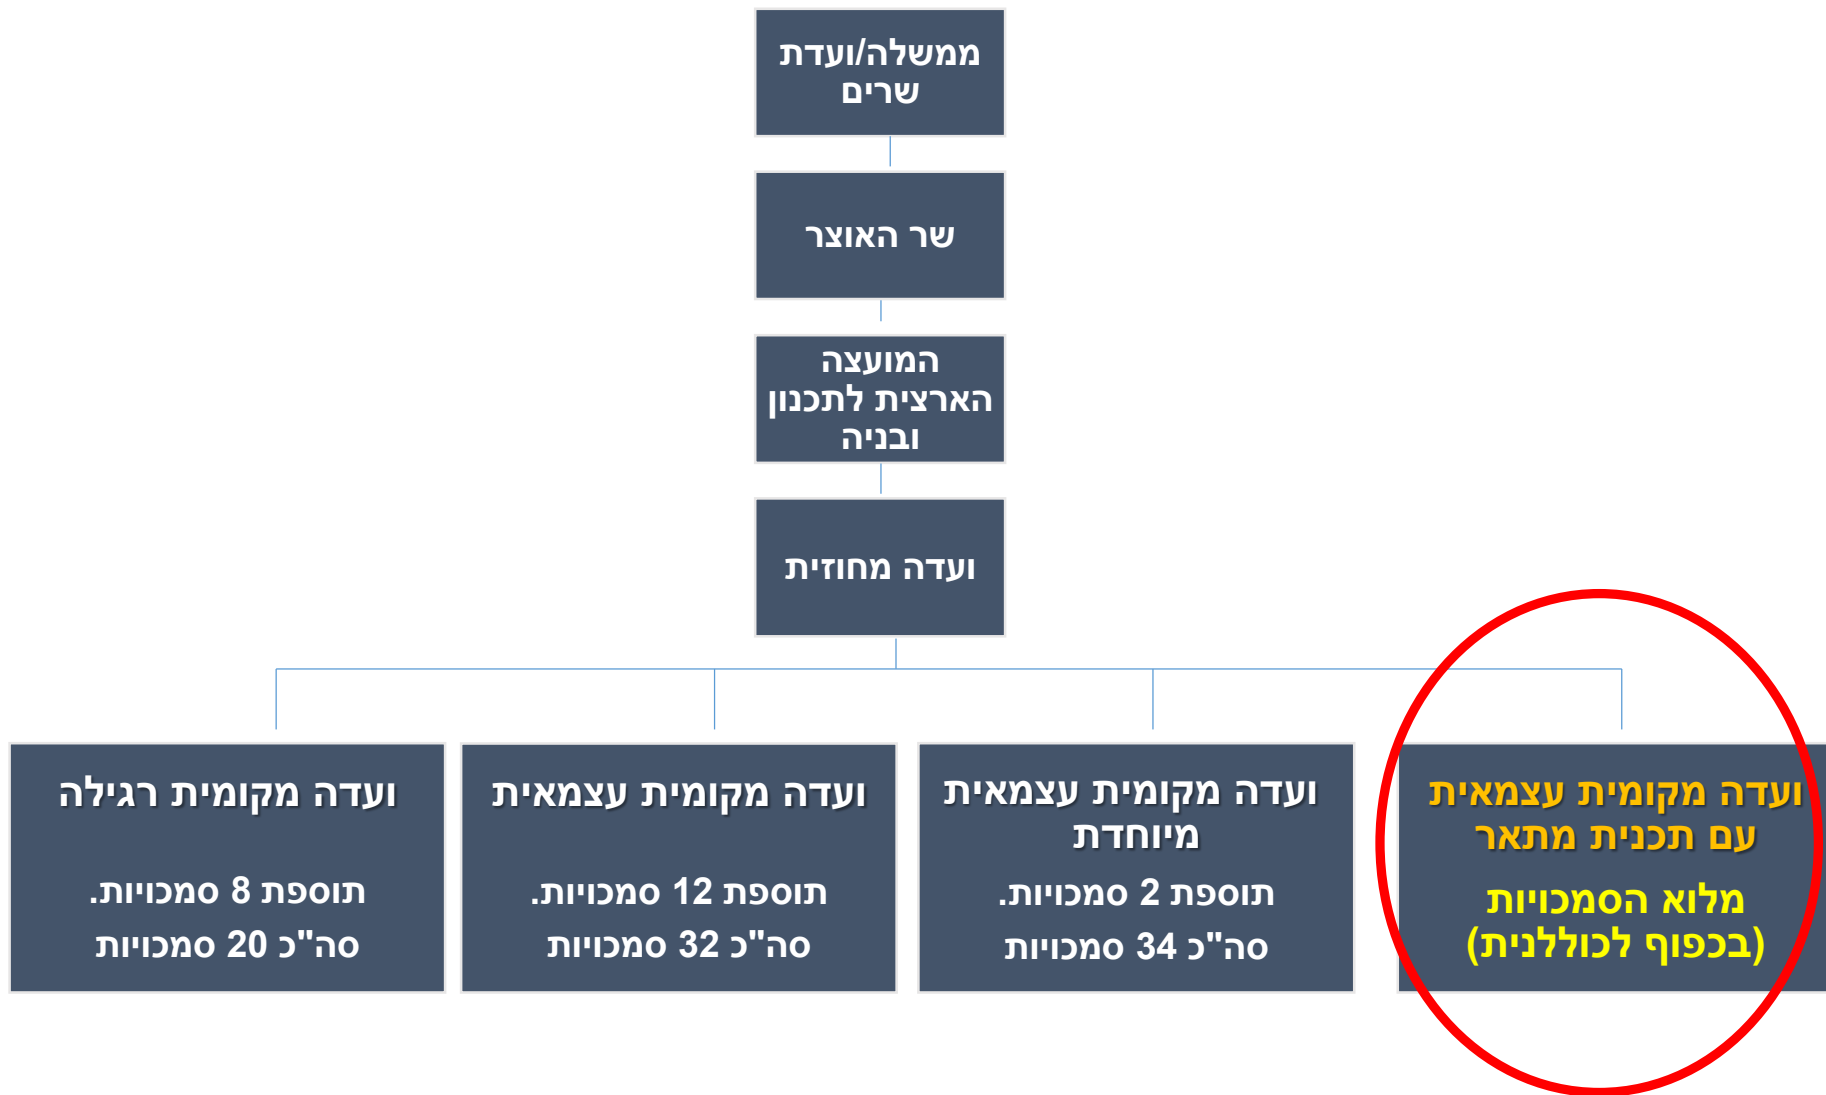 ממשלה/ועדת
שרים
שר האוצר
המועצה
הארצית לתכנון
ובניה
ועדה מחוזית
ועדה מקומית עצמאית
עם תכנית מתאר
מלוא הסמכויות
(בכפוף לכוללנית)
ועדה מקומית עצמאית
מיוחדת
תוספת 2 סמכויות.
סה"כ 34 סמכויות
ועדה מקומית עצמאית
תוספת 12 סמכויות.
סה"כ 32 סמכויות
ועדה מקומית רגילה
תוספת 8 סמכויות.
סה"כ 20 סמכויות